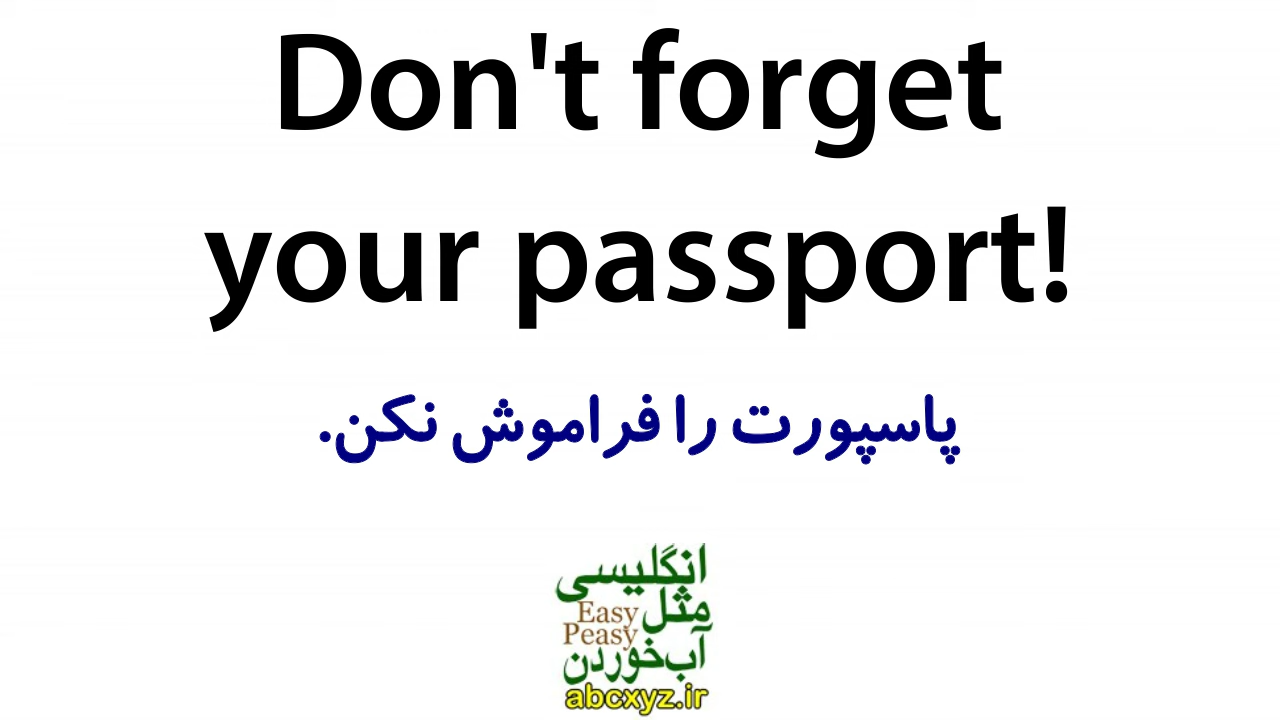 Don't forget
your passport!
پاسپورت را فراموش نکن.
انگلیسی
مثل
Easy
Peasy
آب‌خوردن
abcxyz.ir